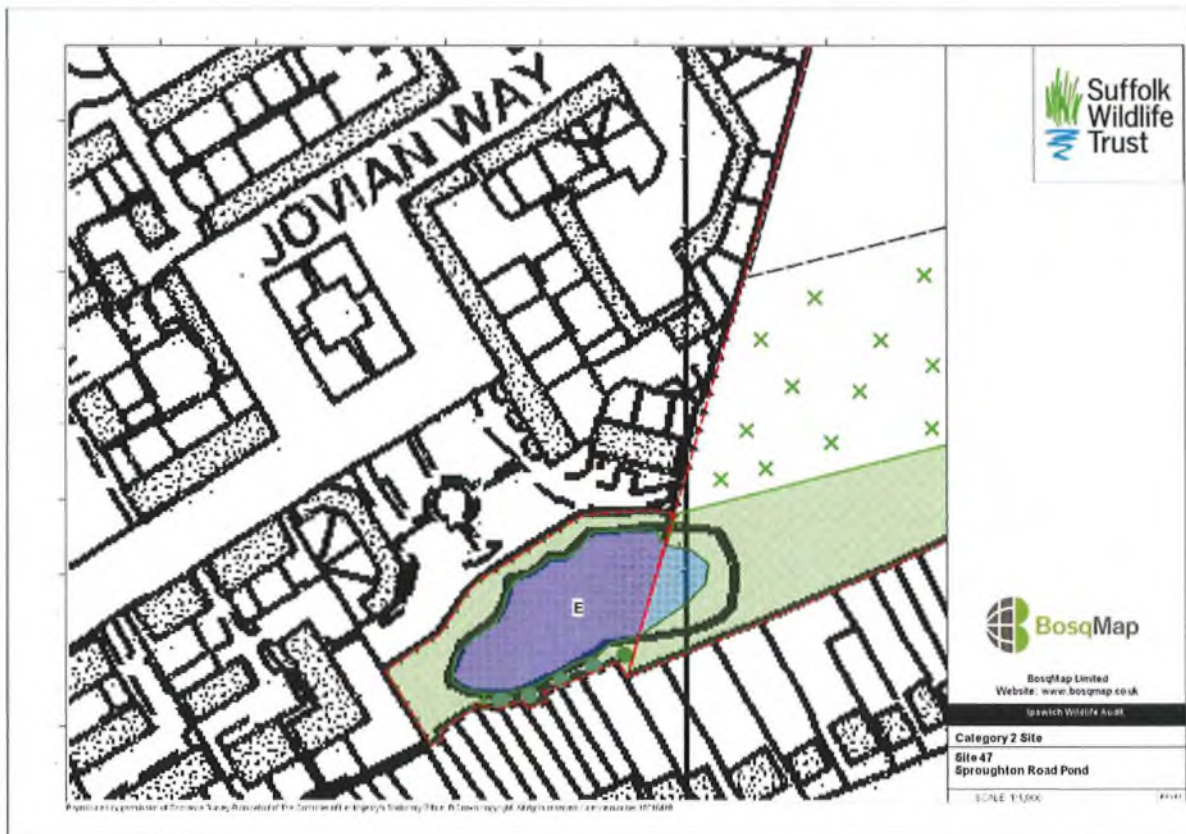 JOVIAN WAY
E
Suffolk
Wildlife
Trust
BosqMap
BosqMap Limited
Website: www.bosqmap.co.uk
Ipswich Wildlife Audit
Category 2 Site
Site 47
Sproughton Road Pond
SCALE 1:1,000